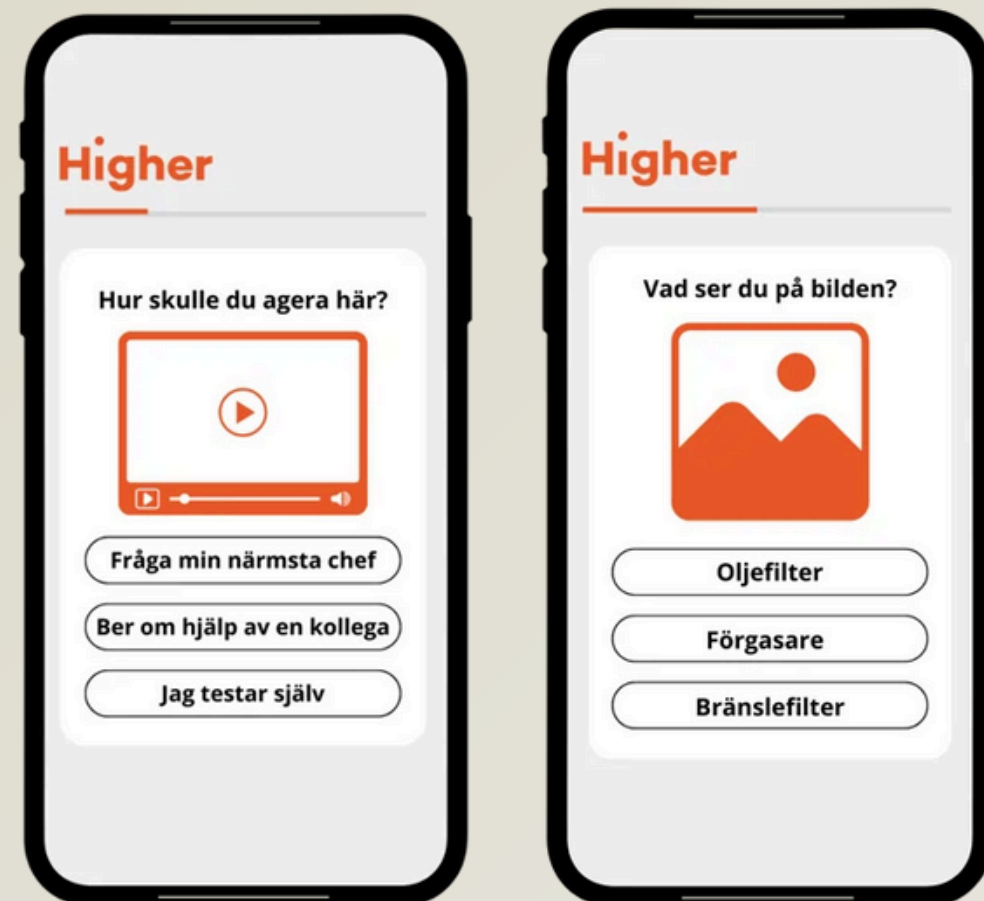 Higher
Hur skulle du agera här?
Fråga min närmsta chef
Ber om hjälp av en kollega
Jag testar själv
Higher
Vad ser du på bilden?
Oljefilter
Förgasare
Bränslefilter